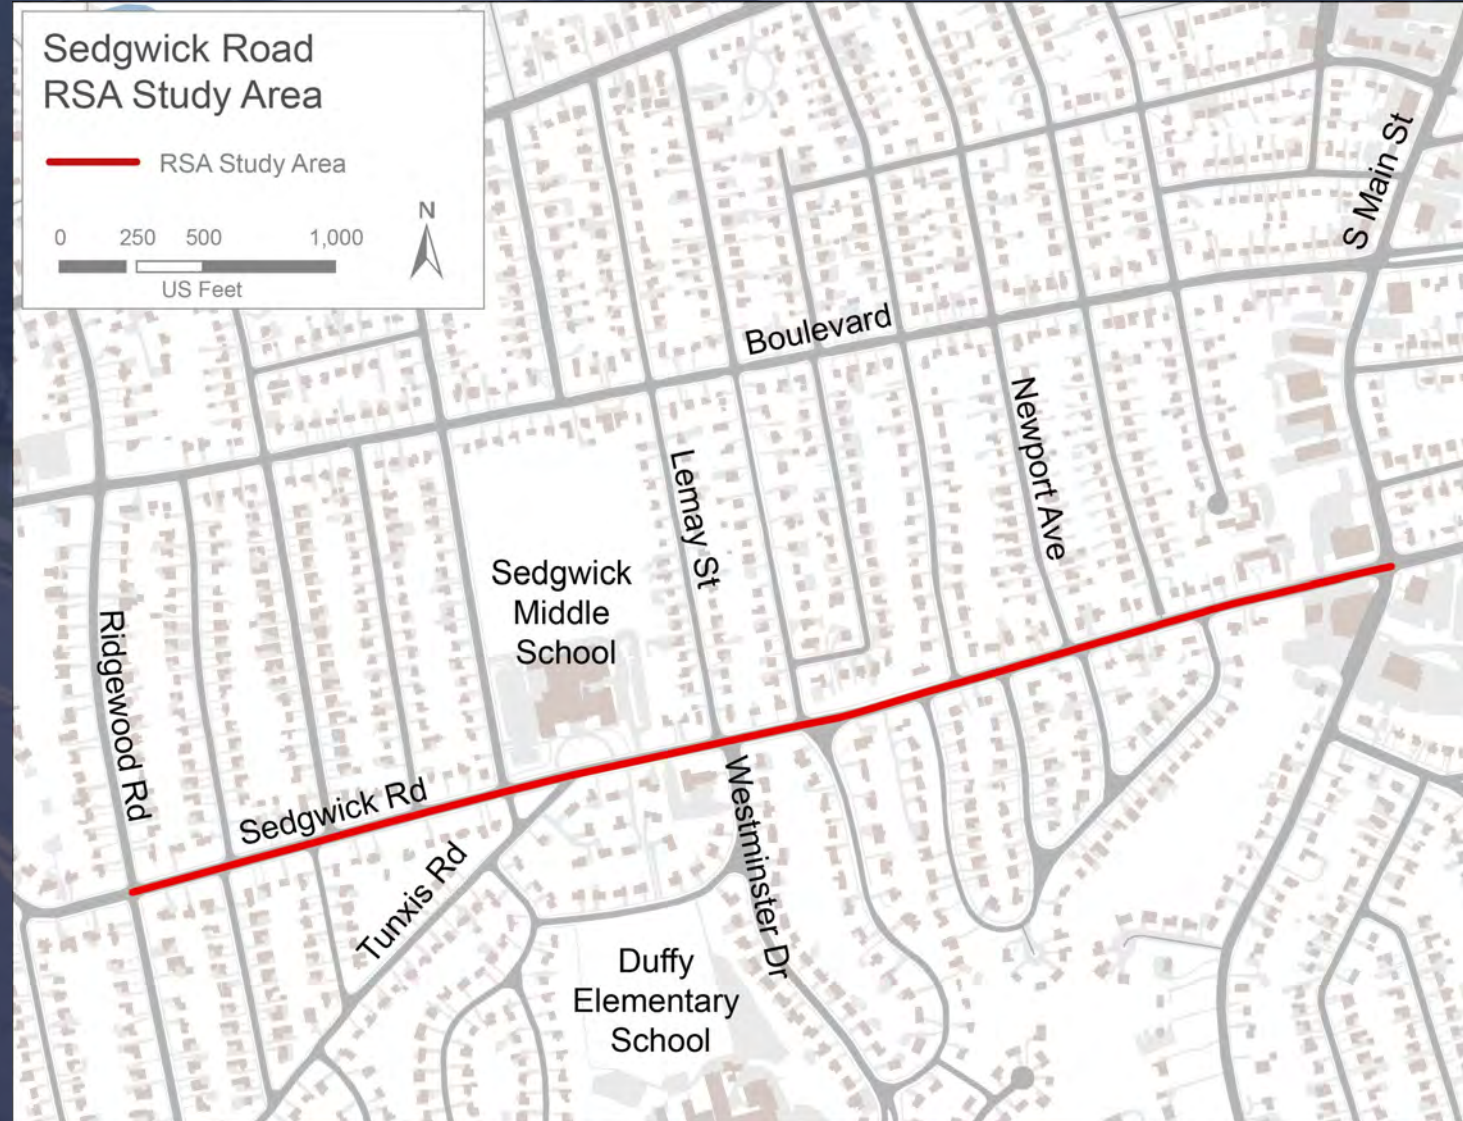 Sedgwick Road
RSA Study Area
RSA Study Area
N
0 250 500 1,000
US Feet
S Main St
Boulevard
Newport Ave
Lemay St
Sedgwick
Middle
School
Ridgewood Rd
Sedgwick Rd
Westminster Dr
Tunxis Rd
Duffy
Elementary
School